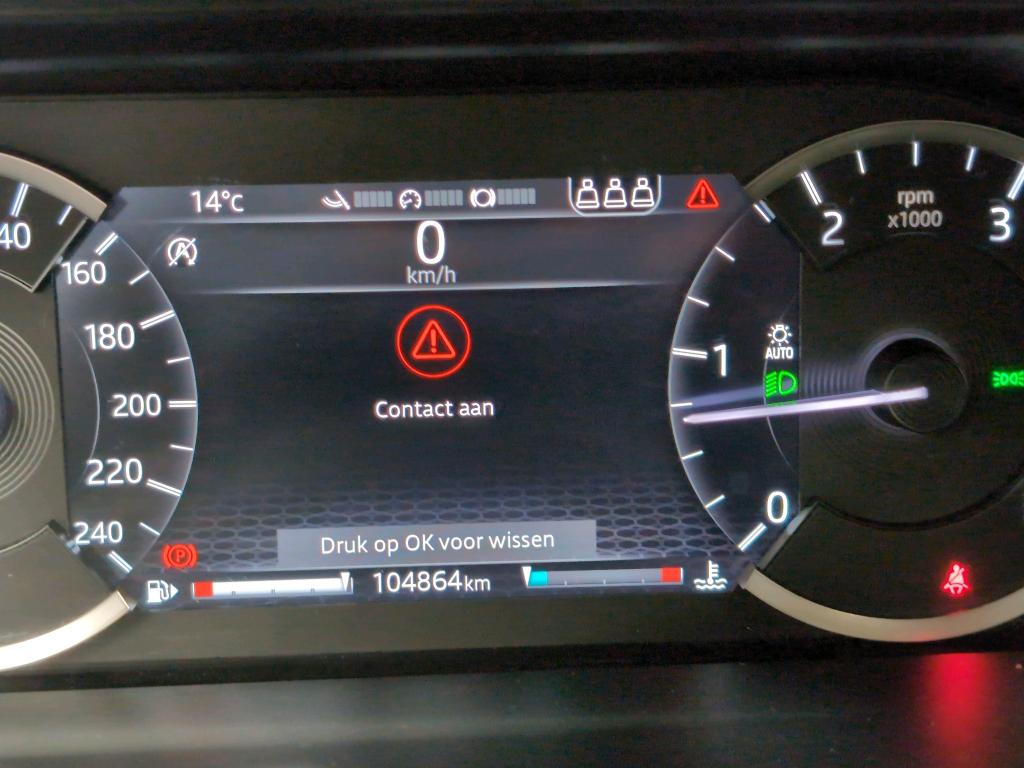 14°C
0
km/h
40
160
180
200
220
240
Contact aan
Druk op OK voor wissen
P
104864km
rpm
x1000
2
3
1
0
AUTO
A